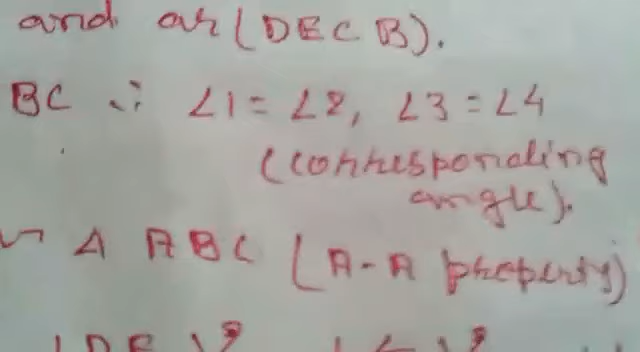 and ar(DECB).
BC ∴ ∠1 = ∠2, ∠3 = ∠4
(corresponding
angle).
~ Δ ABC (A-A property)